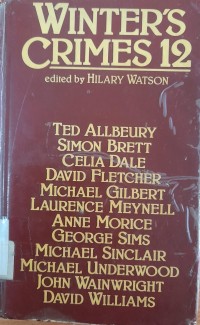 WINTER'S
CRIMES 12
edited by HILARY WATSON
TED ALLBEURY
SIMON BRETT
CELIA DALE
DAVID FLETCHER
MICHAEL GILBERT
LAURENCE MEYNELL
ANNE MORICE
GEORGE SIMS
MICHAEL SINCLAIR
MICHAEL UNDERWOOD
JOHN WAINWRIGHT
DAVID WILLIAMS